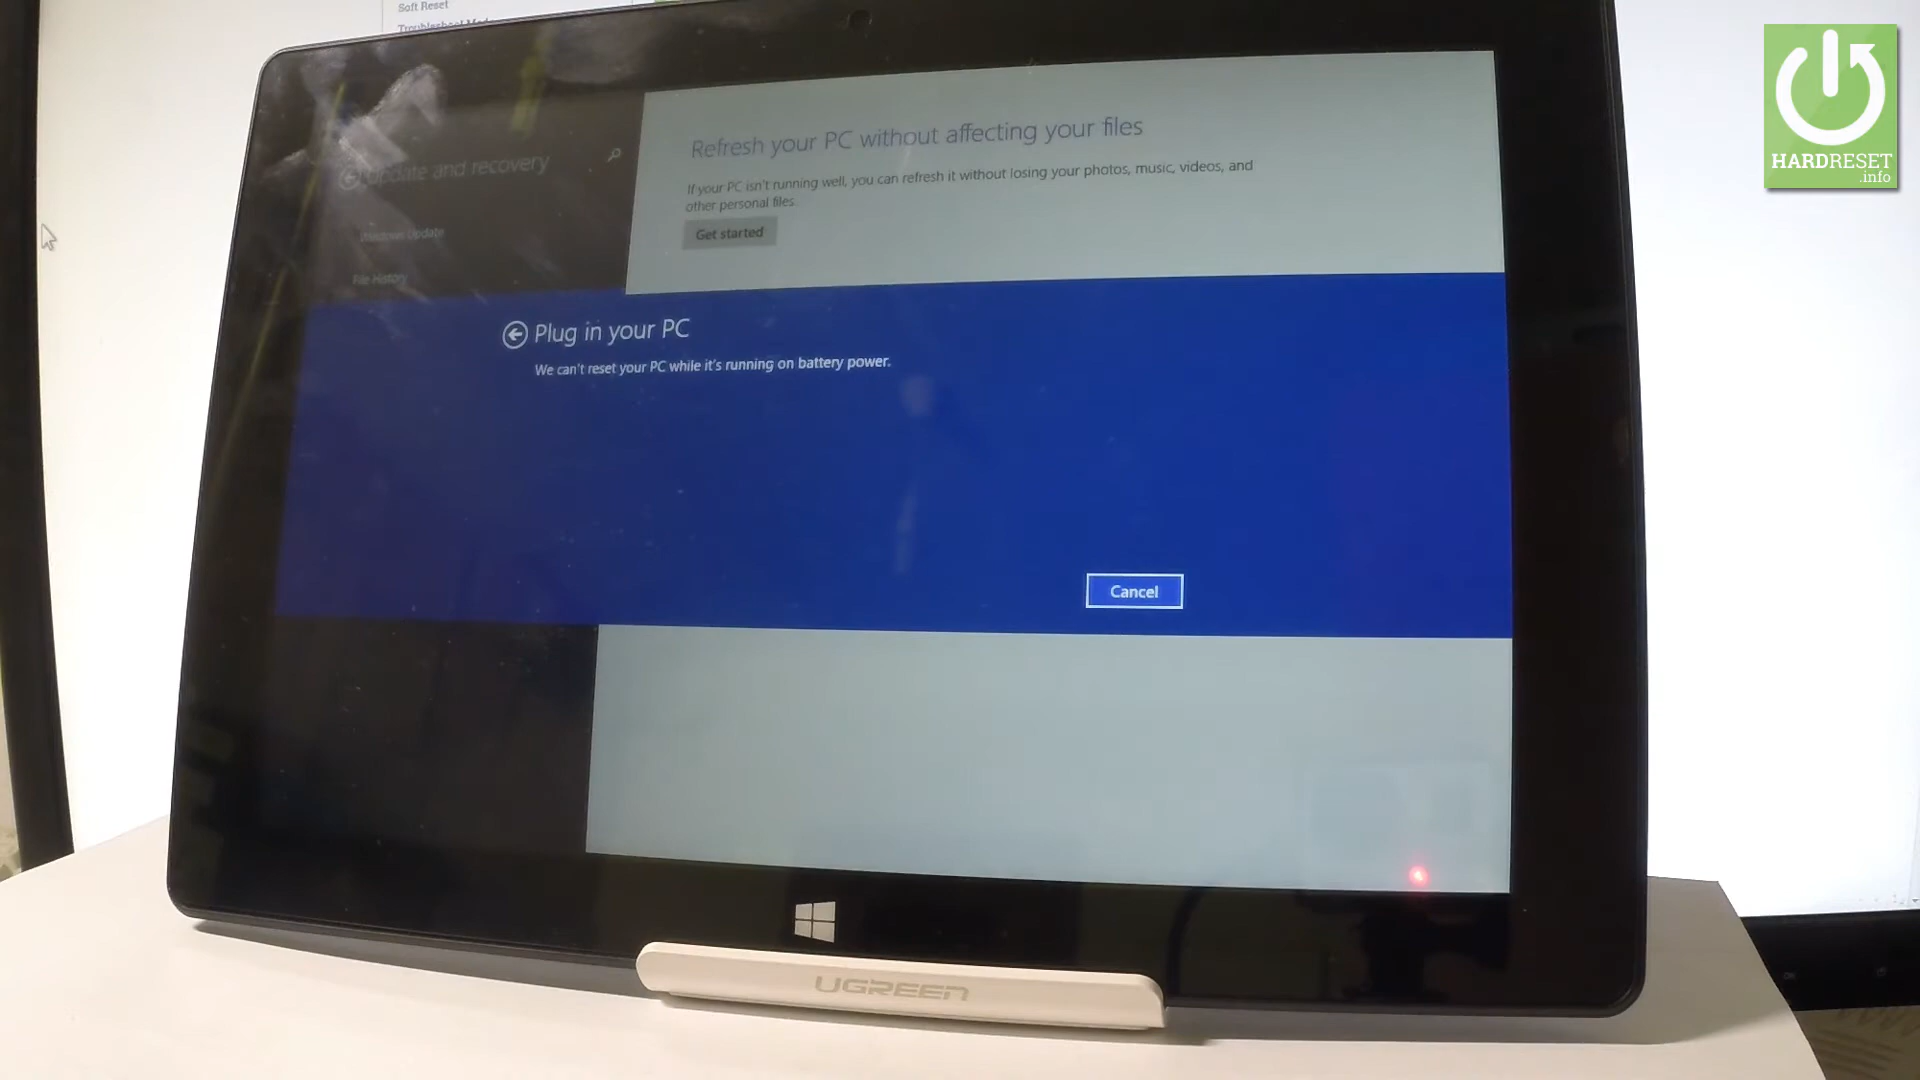 Soft Reset
Troubleshoot Mode
HARDRESET
.info
Update and recovery
Windows Update
File History
Refresh your PC without affecting your files
If your PC isn't running well, you can refresh it without losing your photos, music, videos, and
other personal files.
Get started
Plug in your PC
We can't reset your PC while it's running on battery power.
Cancel
UGREEN